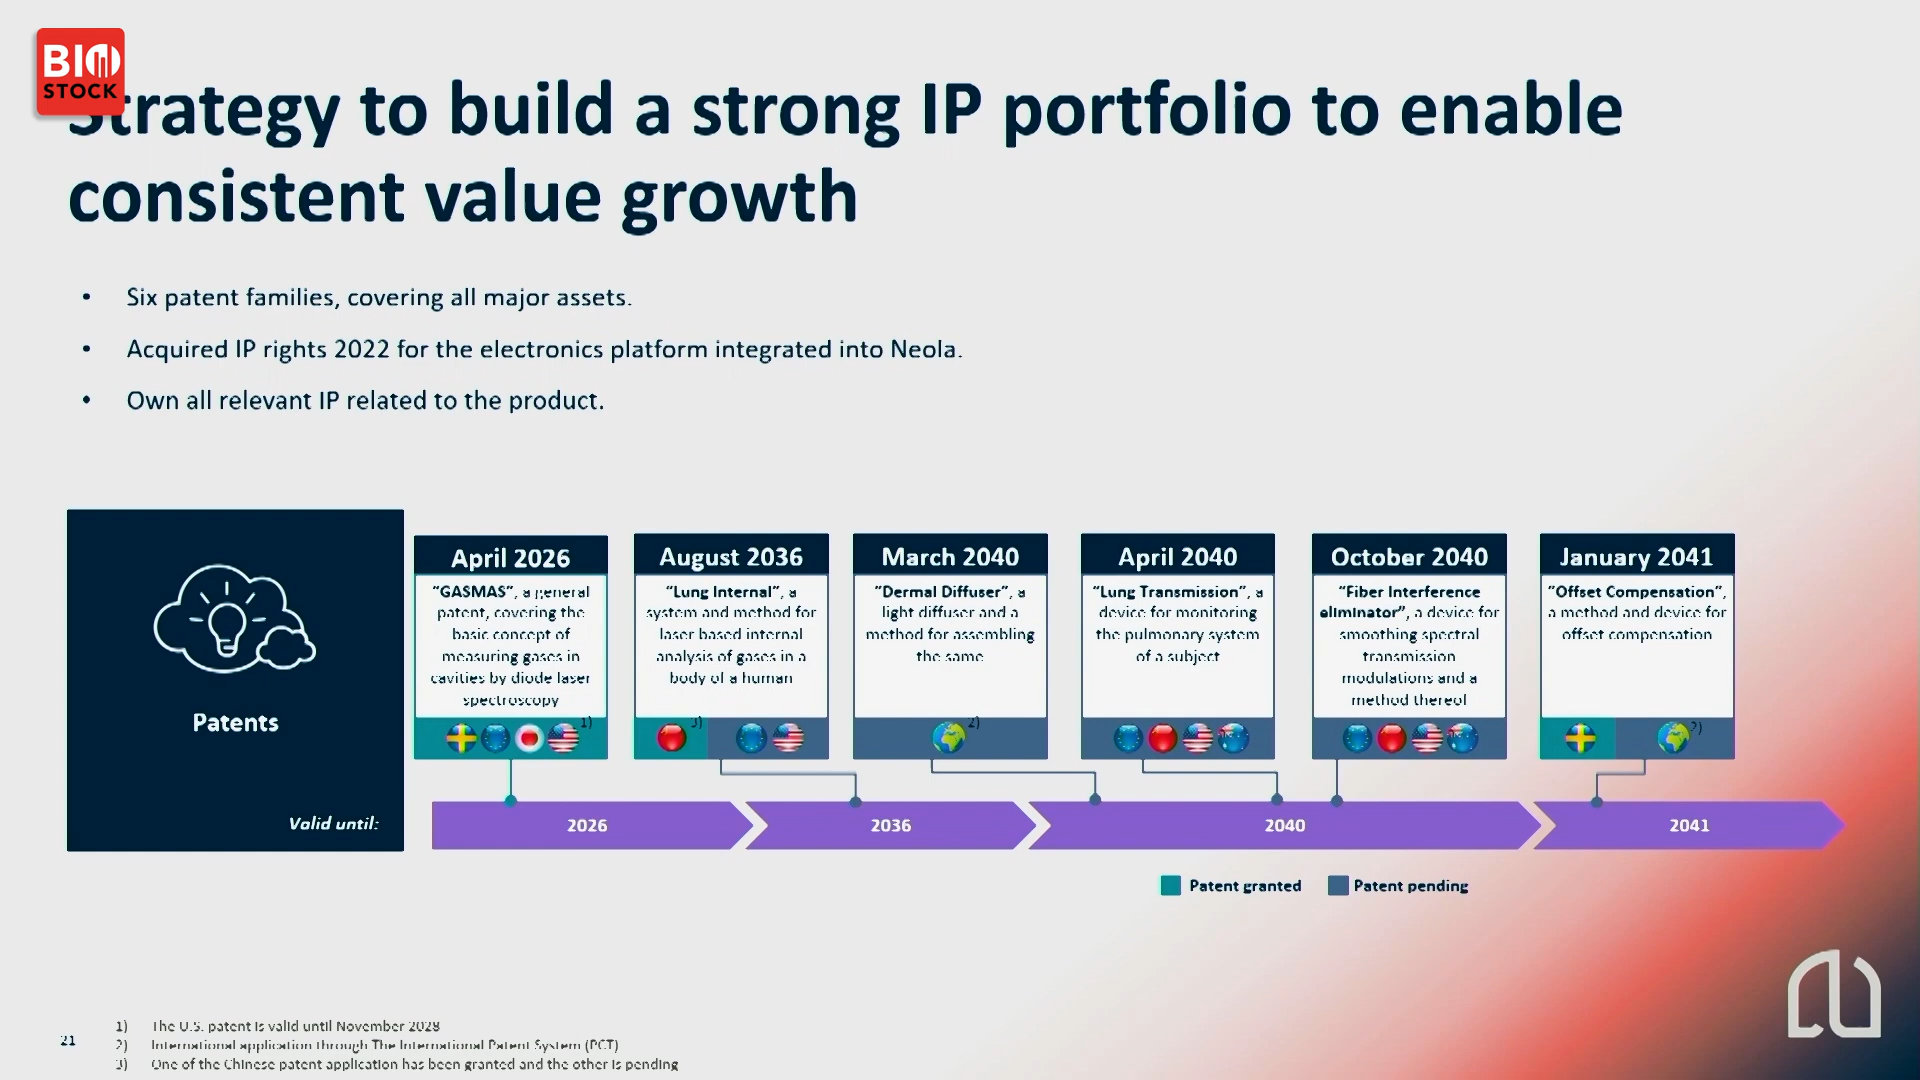 BIO
STOCK
Strategy to build a strong IP portfolio to enable
consistent value growth
• Six patent families, covering all major assets.
• Acquired IP rights 2022 for the electronics platform integrated into Neola.
• Own all relevant IP related to the product.
Patents
Valid until:
April 2026
“GASMAS”, a general
patent, covering the
basic concept of
measuring gases in
cavities by diode laser
spectroscopy
1)
August 2036
“Lung Internal”, a
system and method for
laser based internal
analysis of gases in a
body of a human
3)
March 2040
“Dermal Diffuser”, a
light diffuser and a
method for assembling
the same
2)
April 2040
“Lung Transmission”, a
device for monitoring
the pulmonary system
of a subject
October 2040
“Fiber Interference
eliminator”, a device for
smoothing spectral
transmission
modulations and a
method thereof
January 2041
“Offset Compensation”,
a method and device for
offset compensation
2026
2036
2040
2041
Patent granted
Patent pending
21
1) The U.S. patent is valid until November 2028
2) International application through The International Patent System (PCT)
3) One of the Chinese patent application has been granted and the other is pending